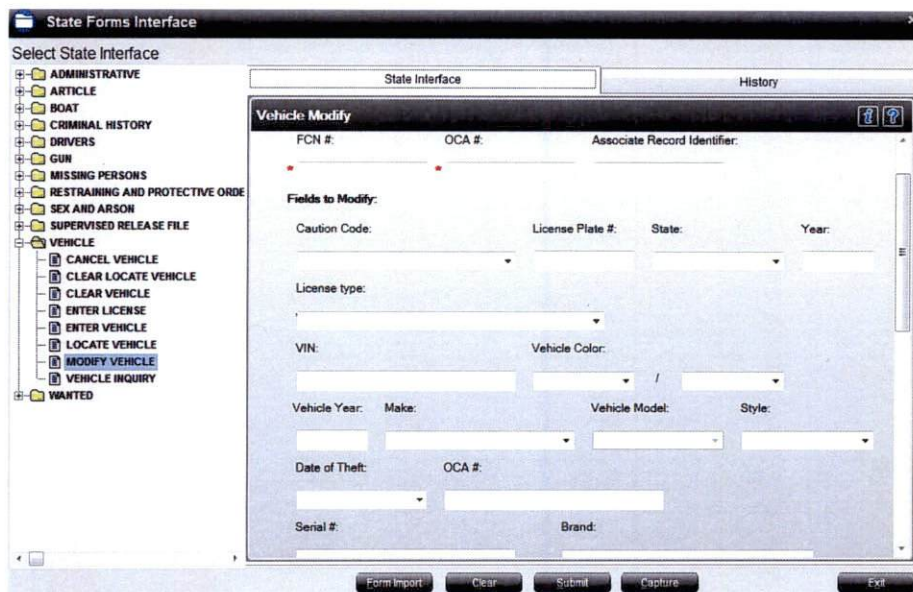 State Forms Interface
Select State Interface
ADMINISTRATIVE
ARTICLE
BOAT
CRIMINAL HISTORY
DRIVERS
GUN
MISSING PERSONS
RESTRAINING AND PROTECTIVE ORDE
SEX AND ARSON
SUPERVISED RELEASE FILE
VEHICLE
CANCEL VEHICLE
CLEAR LOCATE VEHICLE
CLEAR VEHICLE
ENTER LICENSE
ENTER VEHICLE
LOCATE VEHICLE
MODIFY VEHICLE
VEHICLE INQUIRY
WANTED
State Interface History
Vehicle Modify
FCN #: OCA #: Associate Record Identifier:
* *
Fields to Modify:
Caution Code: License Plate #: State: Year:
License type:
VIN: Vehicle Color:
/
Vehicle Year: Make: Vehicle Model: Style:
Date of Theft: OCA #:
Serial #: Brand:
Form Import Clear Submit Capture Exit